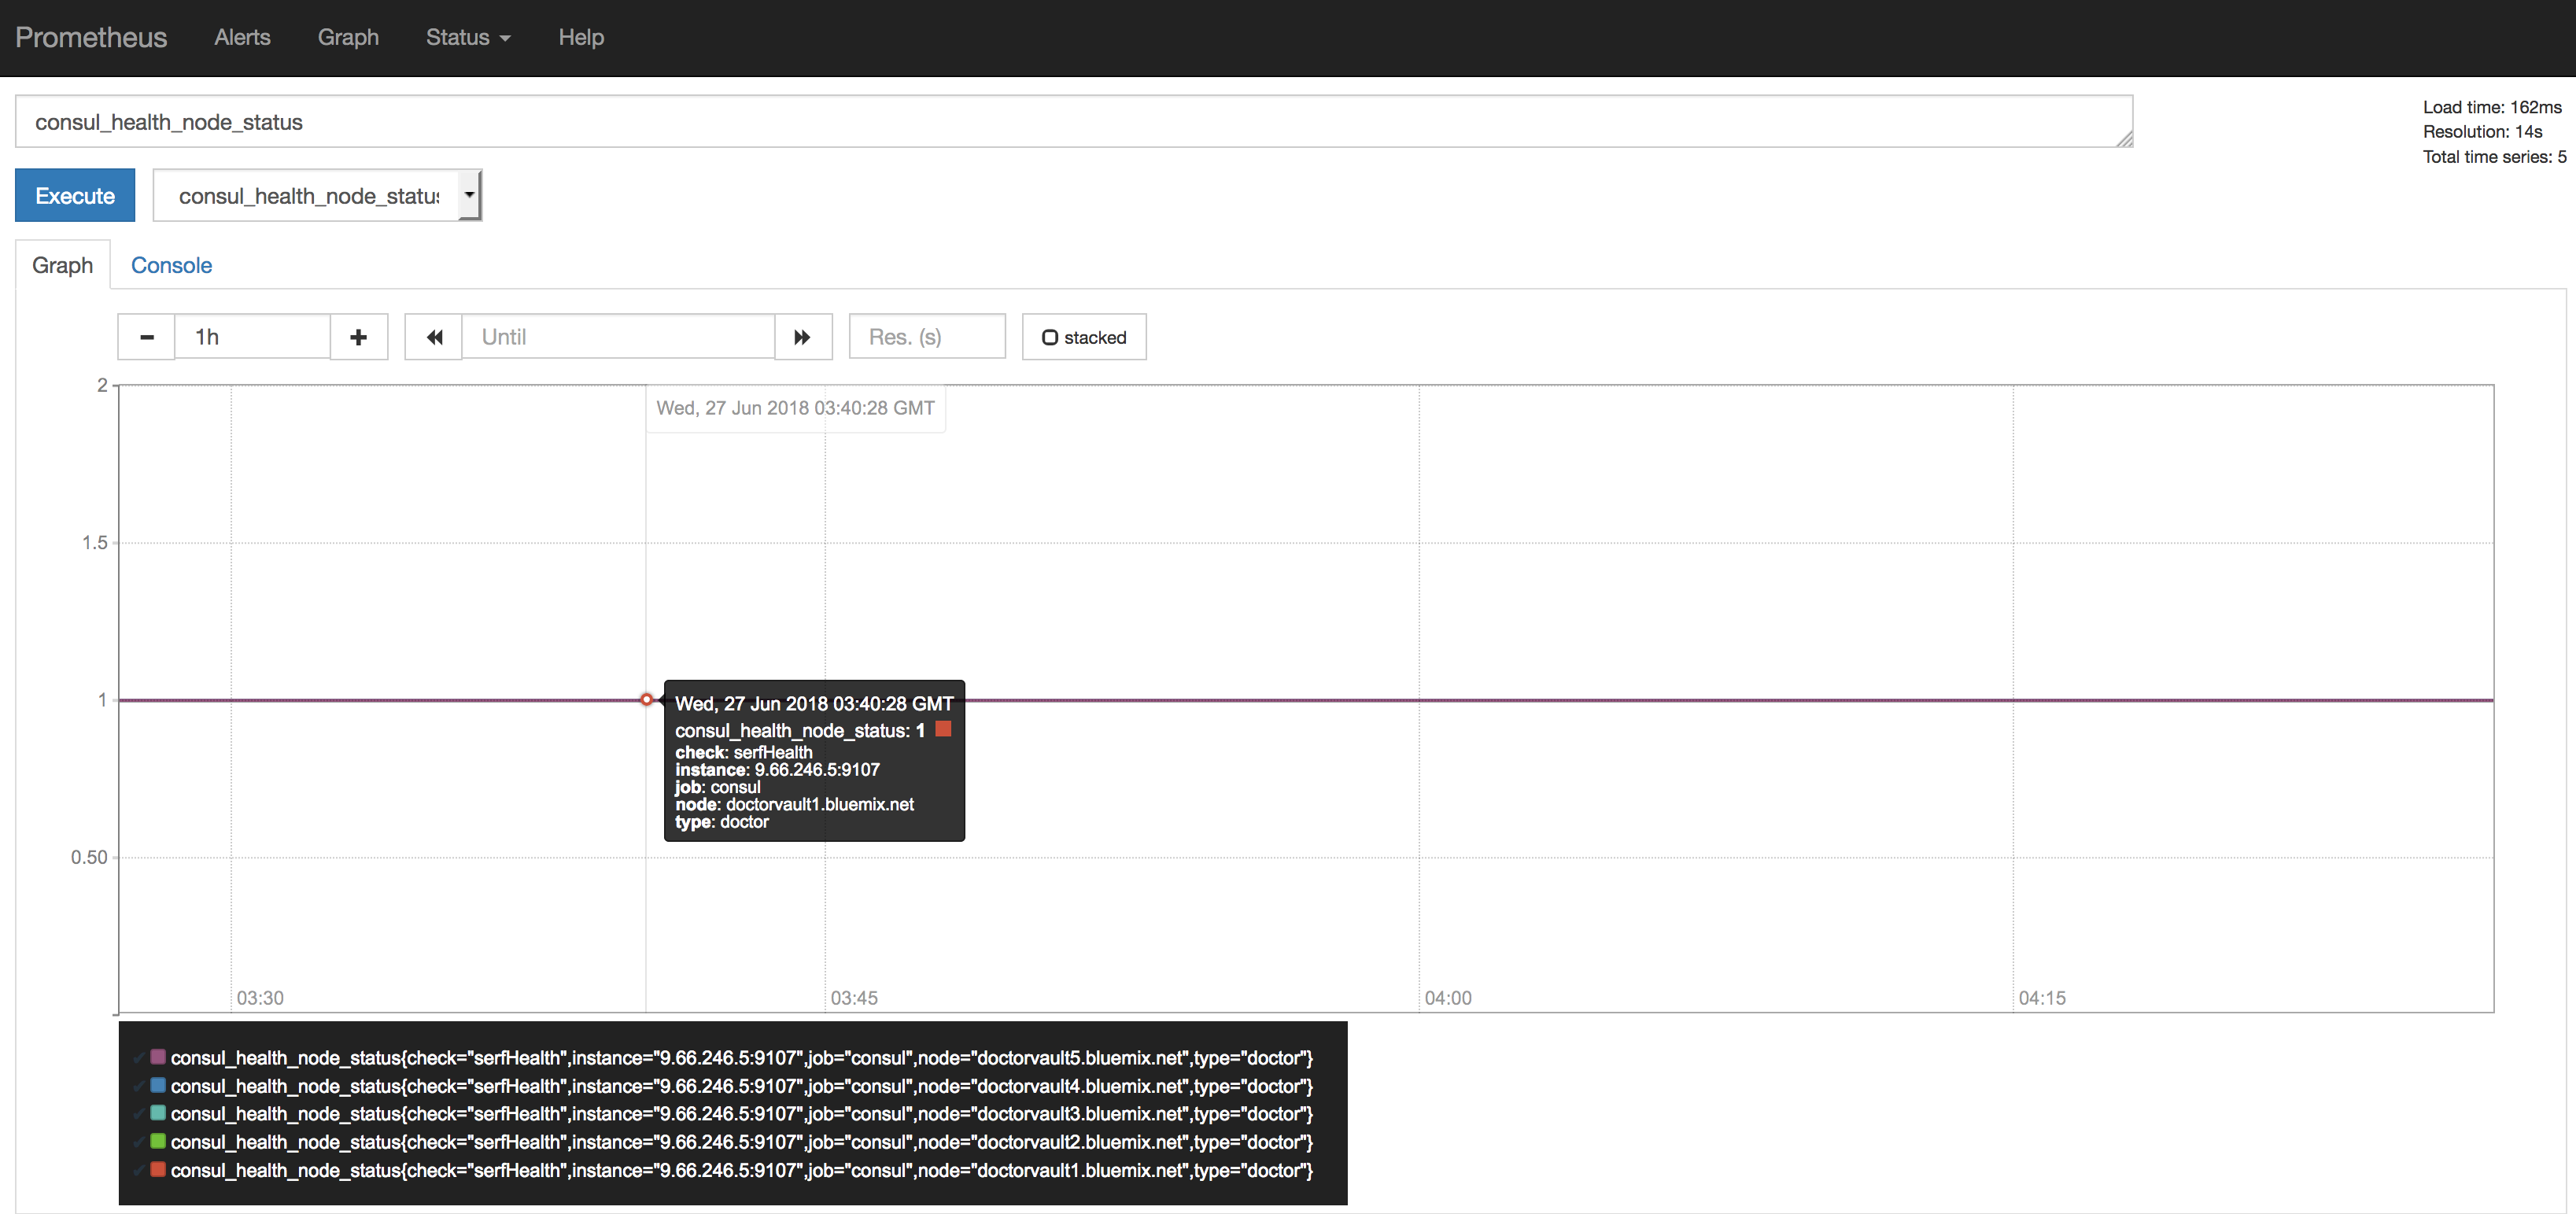 Prometheus Alerts Graph Status Help
consul_health_node_status
Load time: 162ms
Resolution: 14s
Total time series: 5
Execute consul_health_node_statu
Graph Console
1h Until Res. (s) stacked
2
Wed, 27 Jun 2018 03:40:28 GMT
1.5
1
Wed, 27 Jun 2018 03:40:28 GMT
consul_health_node_status: 1
check: serfHealth
instance: 9.66.246.5:9107
job: consul
node: doctorvault1.bluemix.net
type: doctor
0.50
03:30 03:45 04:00 04:15
consul_health_node_status{check="serfHealth",instance="9.66.246.5:9107",job="consul",node="doctorvault5.bluemix.net",type="doctor"}
consul_health_node_status{check="serfHealth",instance="9.66.246.5:9107",job="consul",node="doctorvault4.bluemix.net",type="doctor"}
consul_health_node_status{check="serfHealth",instance="9.66.246.5:9107",job="consul",node="doctorvault3.bluemix.net",type="doctor"}
consul_health_node_status{check="serfHealth",instance="9.66.246.5:9107",job="consul",node="doctorvault2.bluemix.net",type="doctor"}
consul_health_node_status{check="serfHealth",instance="9.66.246.5:9107",job="consul",node="doctorvault1.bluemix.net",type="doctor"}